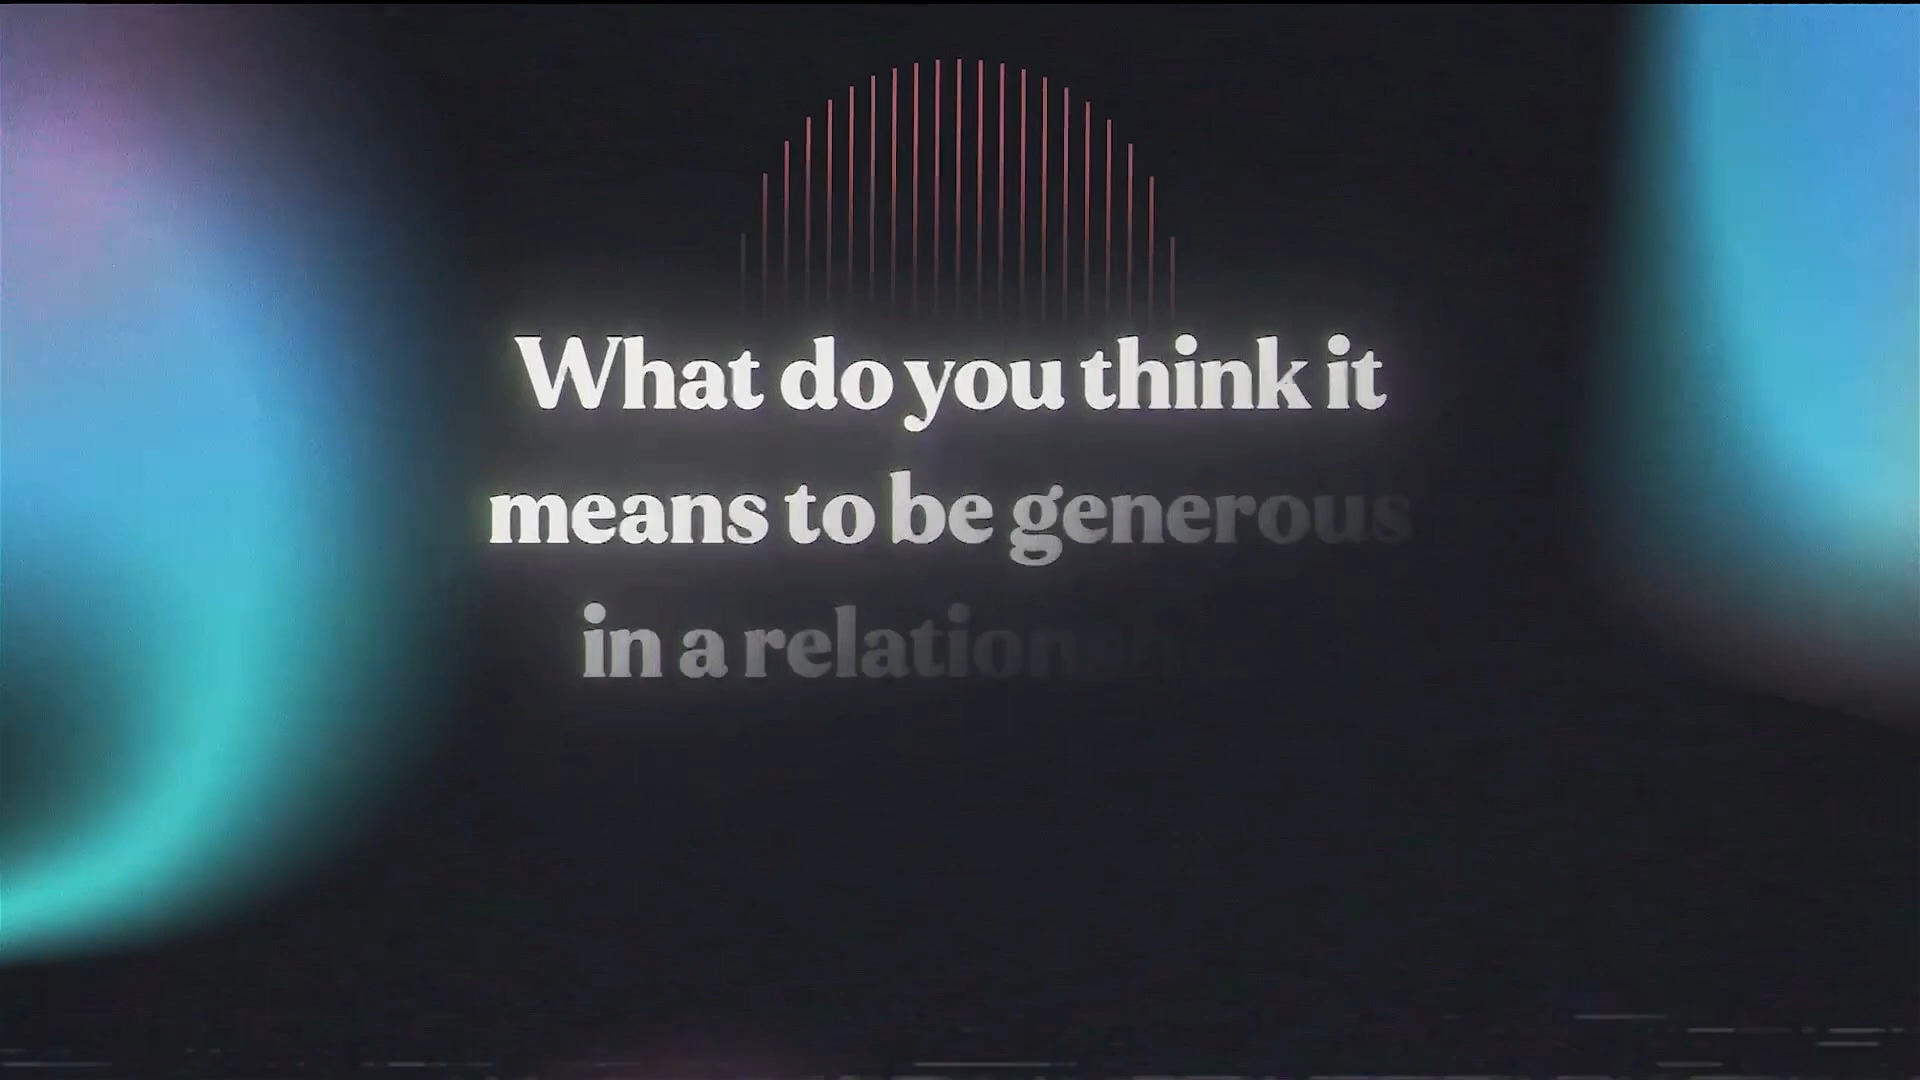 What do you think it
means to be generous
in a relation